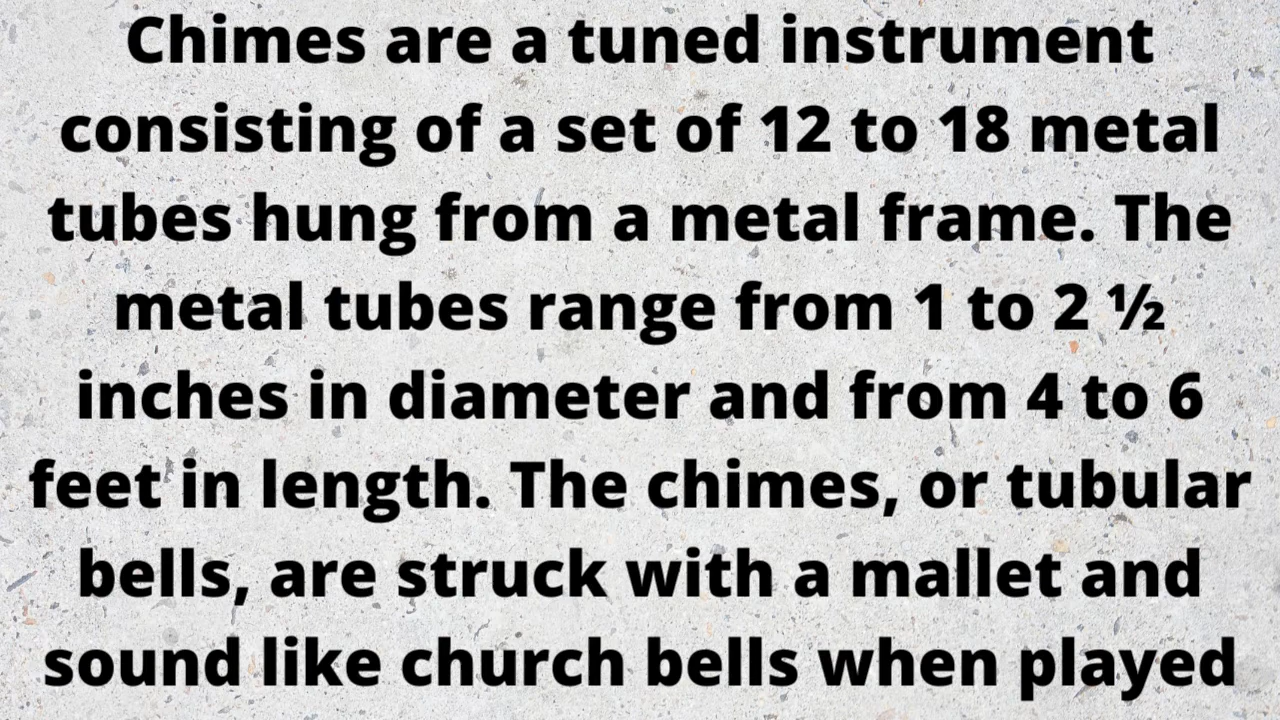 Chimes are a tuned instrument
consisting of a set of 12 to 18 metal
tubes hung from a metal frame. The
metal tubes range from 1 to 2 ½
inches in diameter and from 4 to 6
feet in length. The chimes, or tubular
bells, are struck with a mallet and
sound like church bells when played